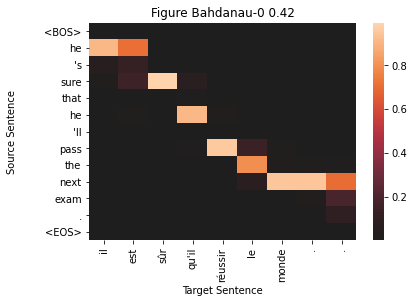 Figure Bahdanau-0 0.42
Source Sentence
<BOS>
he
's
sure
that
he
'll
pass
the
next
exam
.
<EOS>
il
est
sûr
qu'il
réussir
le
monde
.
.
Target Sentence
0.8
0.6
0.4
0.2